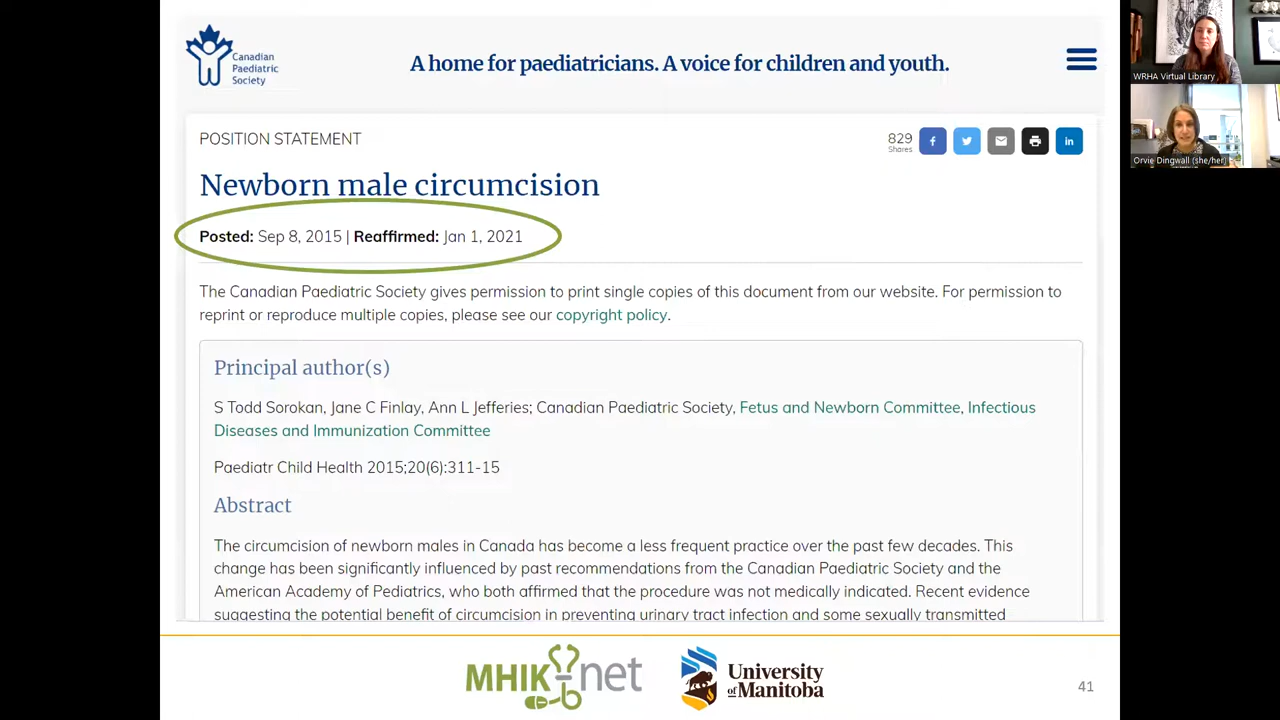 Canadian
Paediatric
Society
A home for paediatricians. A voice for children and youth.
POSITION STATEMENT
829
Shares
Newborn male circumcision
Posted: Sep 8, 2015 | Reaffirmed: Jan 1, 2021
The Canadian Paediatric Society gives permission to print single copies of this document from our website. For permission to
reprint or reproduce multiple copies, please see our copyright policy.
Principal author(s)
S Todd Sorokan, Jane C Finlay, Ann L Jefferies; Canadian Paediatric Society, Fetus and Newborn Committee, Infectious
Diseases and Immunization Committee
Paediatr Child Health 2015;20(6):311-15
Abstract
The circumcision of newborn males in Canada has become a less frequent practice over the past few decades. This
change has been significantly influenced by past recommendations from the Canadian Paediatric Society and the
American Academy of Pediatrics, who both affirmed that the procedure was not medically indicated. Recent evidence
suggesting the potential benefit of circumcision in preventing urinary tract infection and some sexually transmitted
MHIKnet
University
of Manitoba
41
WRHA Virtual Library
Orvie Dingwall (she/her)